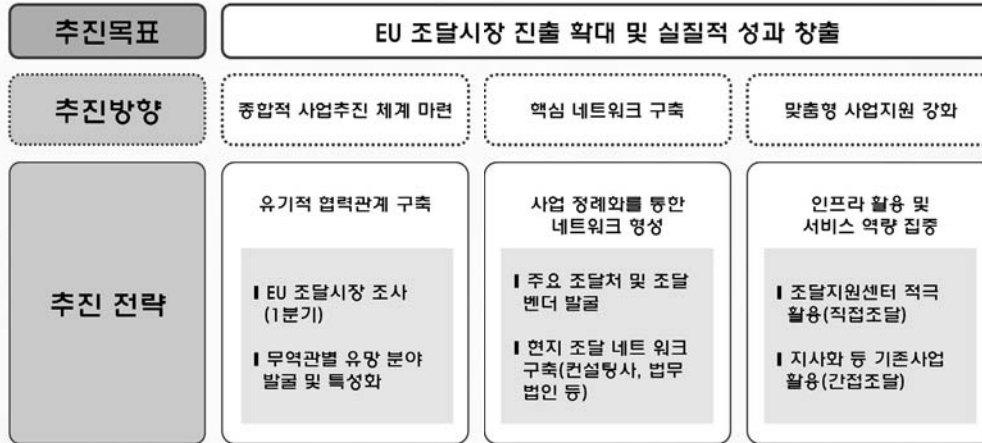 추진목표
EU 조달시장 진출 확대 및 실질적 성과 창출
추진방향
종합적 사업추진 체계 마련
핵심 네트워크 구축
맞춤형 사업지원 강화
추진 전략
유기적 협력관계 구축
EU 조달시장 조사
(1분기)
무역관별 유망 분야
발굴 및 특성화
사업 정례화를 통한
네트워크 형성
주요 조달처 및 조달
벤더 발굴
현지 조달 네트 워크
구축(컨설팅사, 법무
법인 등)
인프라 활용 및
서비스 역량 집중
조달지원센터 적극
활용(직접조달)
지사화 등 기존사업
활용(간접조달)